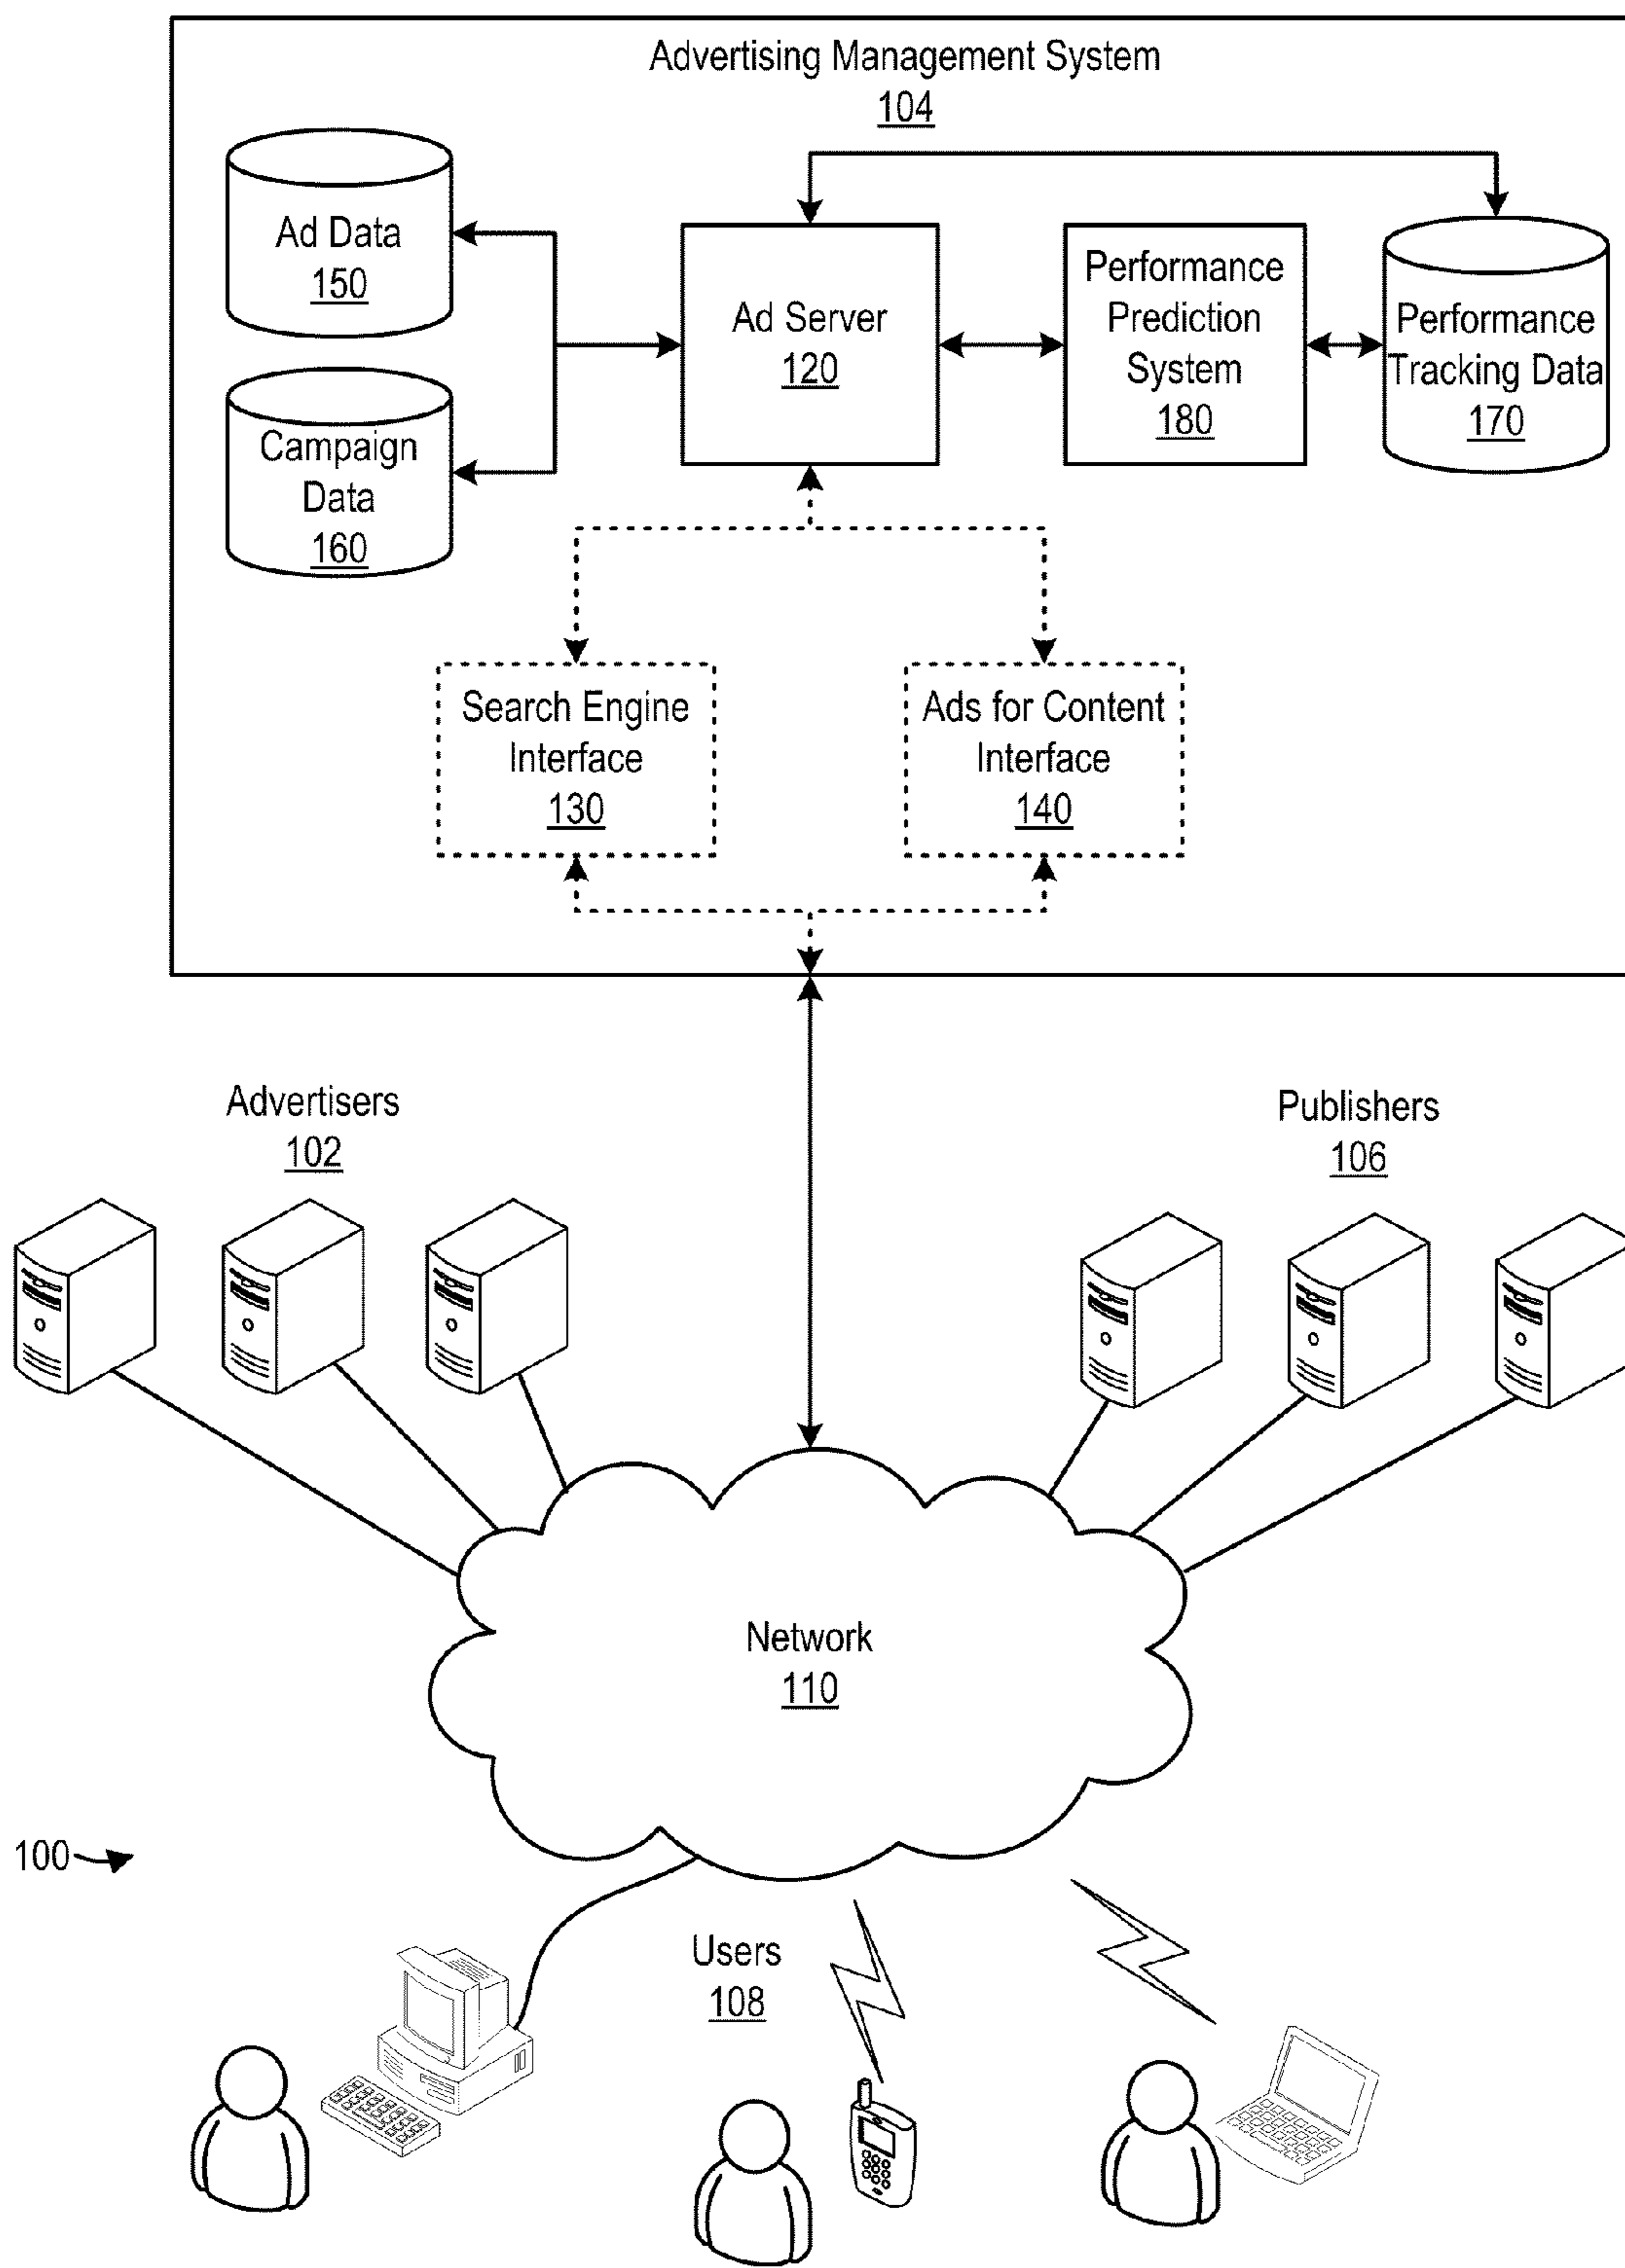 Advertising Management System
104
Ad Data
150
Campaign
Data
160
Ad Server
120
Performance
Prediction
System
180
Performance
Tracking Data
170
Search Engine
Interface
130
Ads for Content
Interface
140
Advertisers
102
Publishers
106
Network
110
100
Users
108